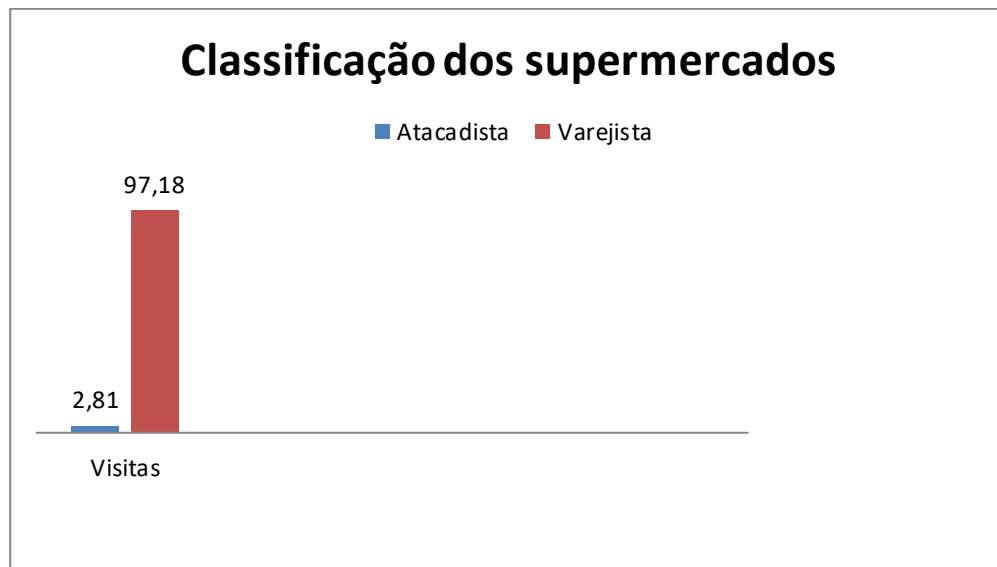 Classificação dos supermercados
Atacadista Varejista
97,18
2,81
Visitas